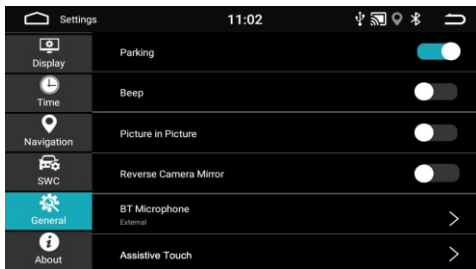 Settings
11:02
Display
Time
Navigation
SWC
General
About
Parking
Beep
Picture in Picture
Reverse Camera Mirror
BT Microphone
External
Assistive Touch